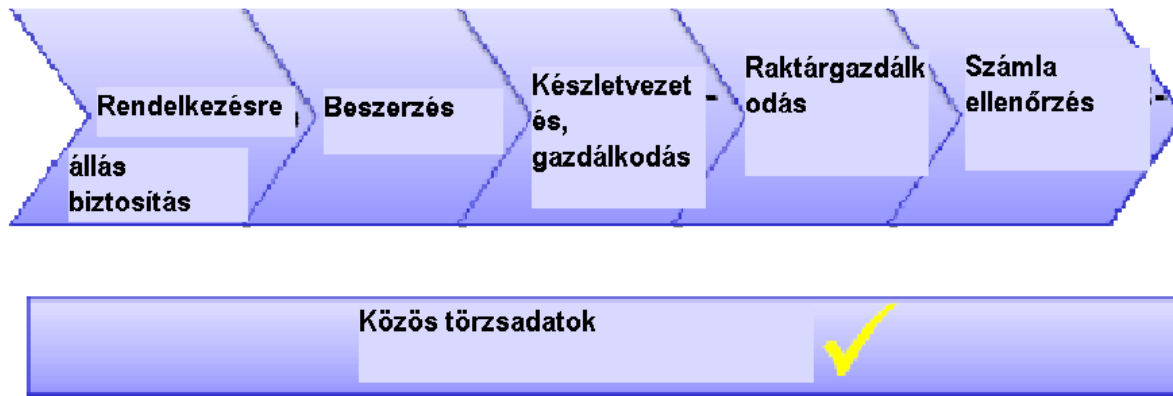 Rendelkezésre
állás
biztosítás
Beszerzés
Készletvezet
és,
gazdálkodás
Raktárgazdálk
odás
Számla
ellenőrzés
Közös törzsadatok